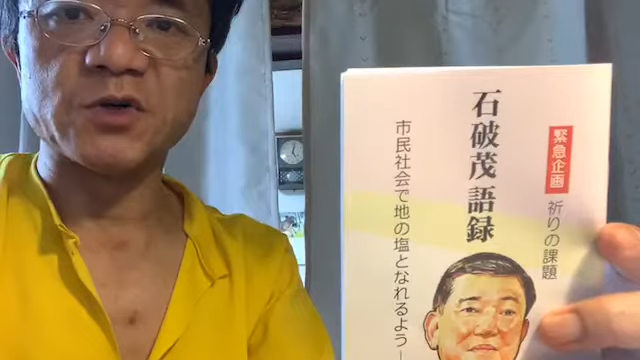 緊急企画
祈りの課題
石破茂 語録
市民社会で地の塩となれるよう－